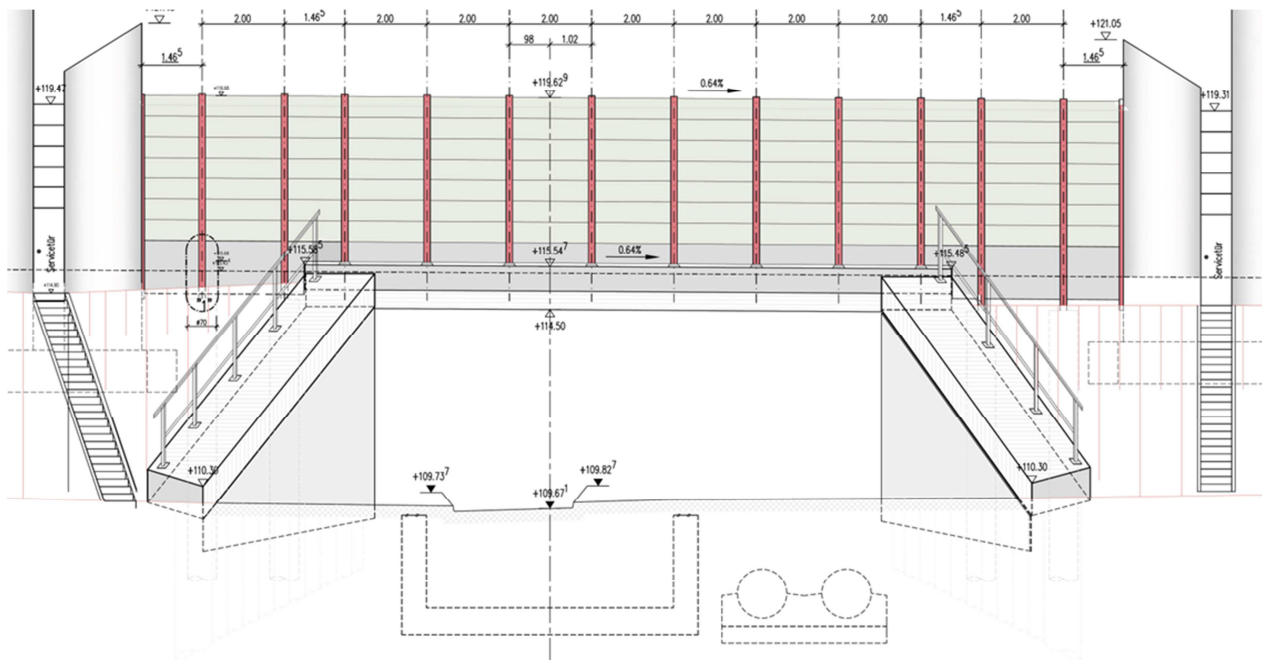 2.00 1.46⁵ 2.00 2.00 2.00 2.00 2.00 2.00 1.46⁵ 2.00
98 1.02
+121.05
1.46⁵ 1.46⁵
+119.47 +119.62⁹ 0.64% +119.31
Servicetür Servicetür
+115.58⁵ +115.54⁷ 0.64% +115.48⁵
ø70
+114.50
+110.30 +110.30
+109.73⁷ +109.67¹ +109.82⁷